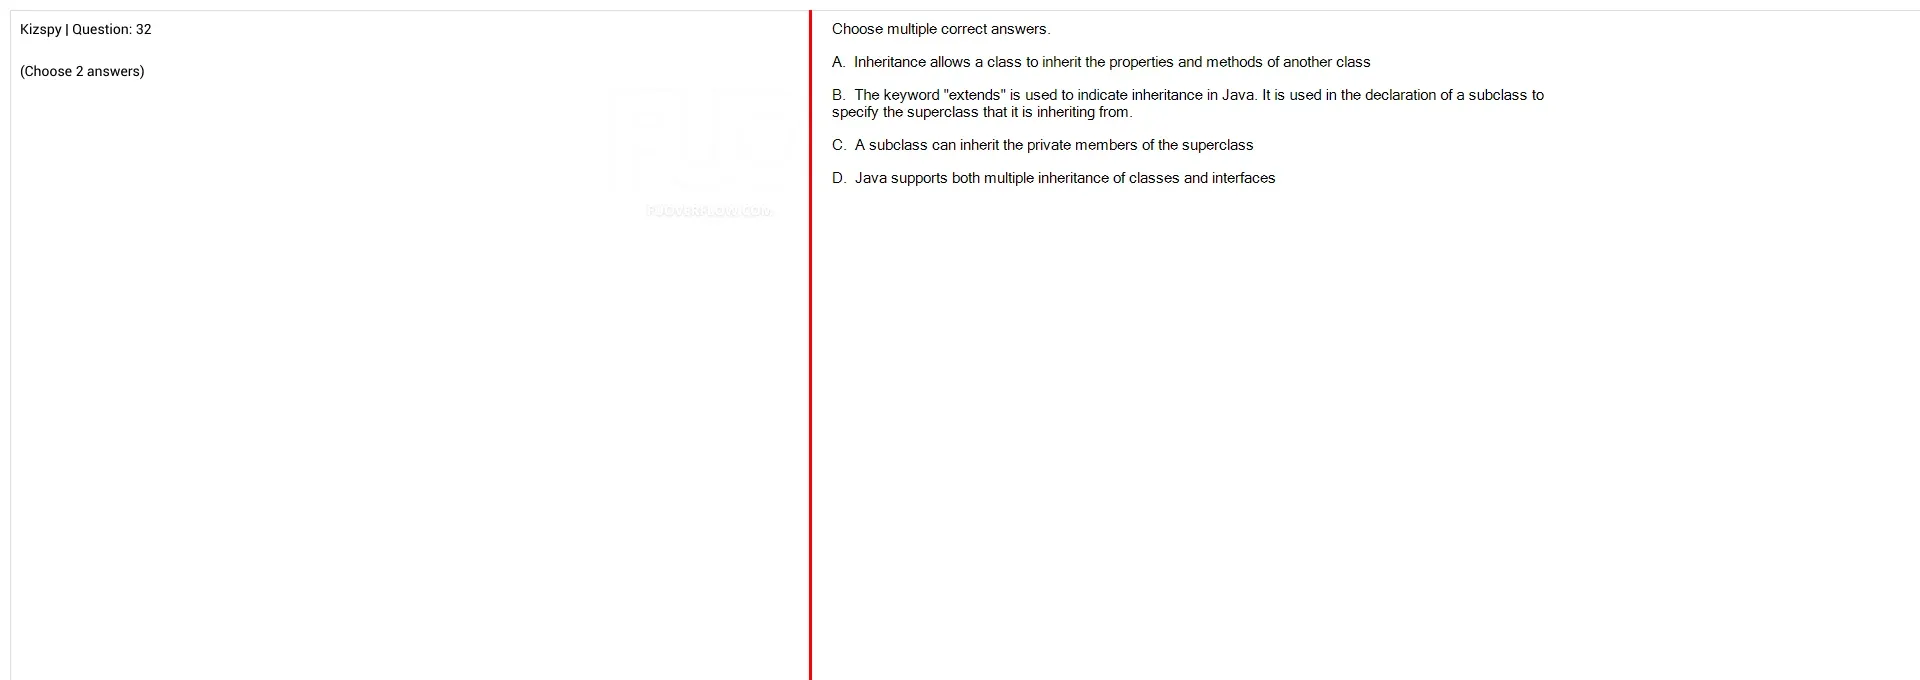 Kizspy | Question: 32
(Choose 2 answers)
FUOVERFLOW.COM
Choose multiple correct answers.
A. Inheritance allows a class to inherit the properties and methods of another class
B. The keyword "extends" is used to indicate inheritance in Java. It is used in the declaration of a subclass to
specify the superclass that it is inheriting from.
C. A subclass can inherit the private members of the superclass
D. Java supports both multiple inheritance of classes and interfaces